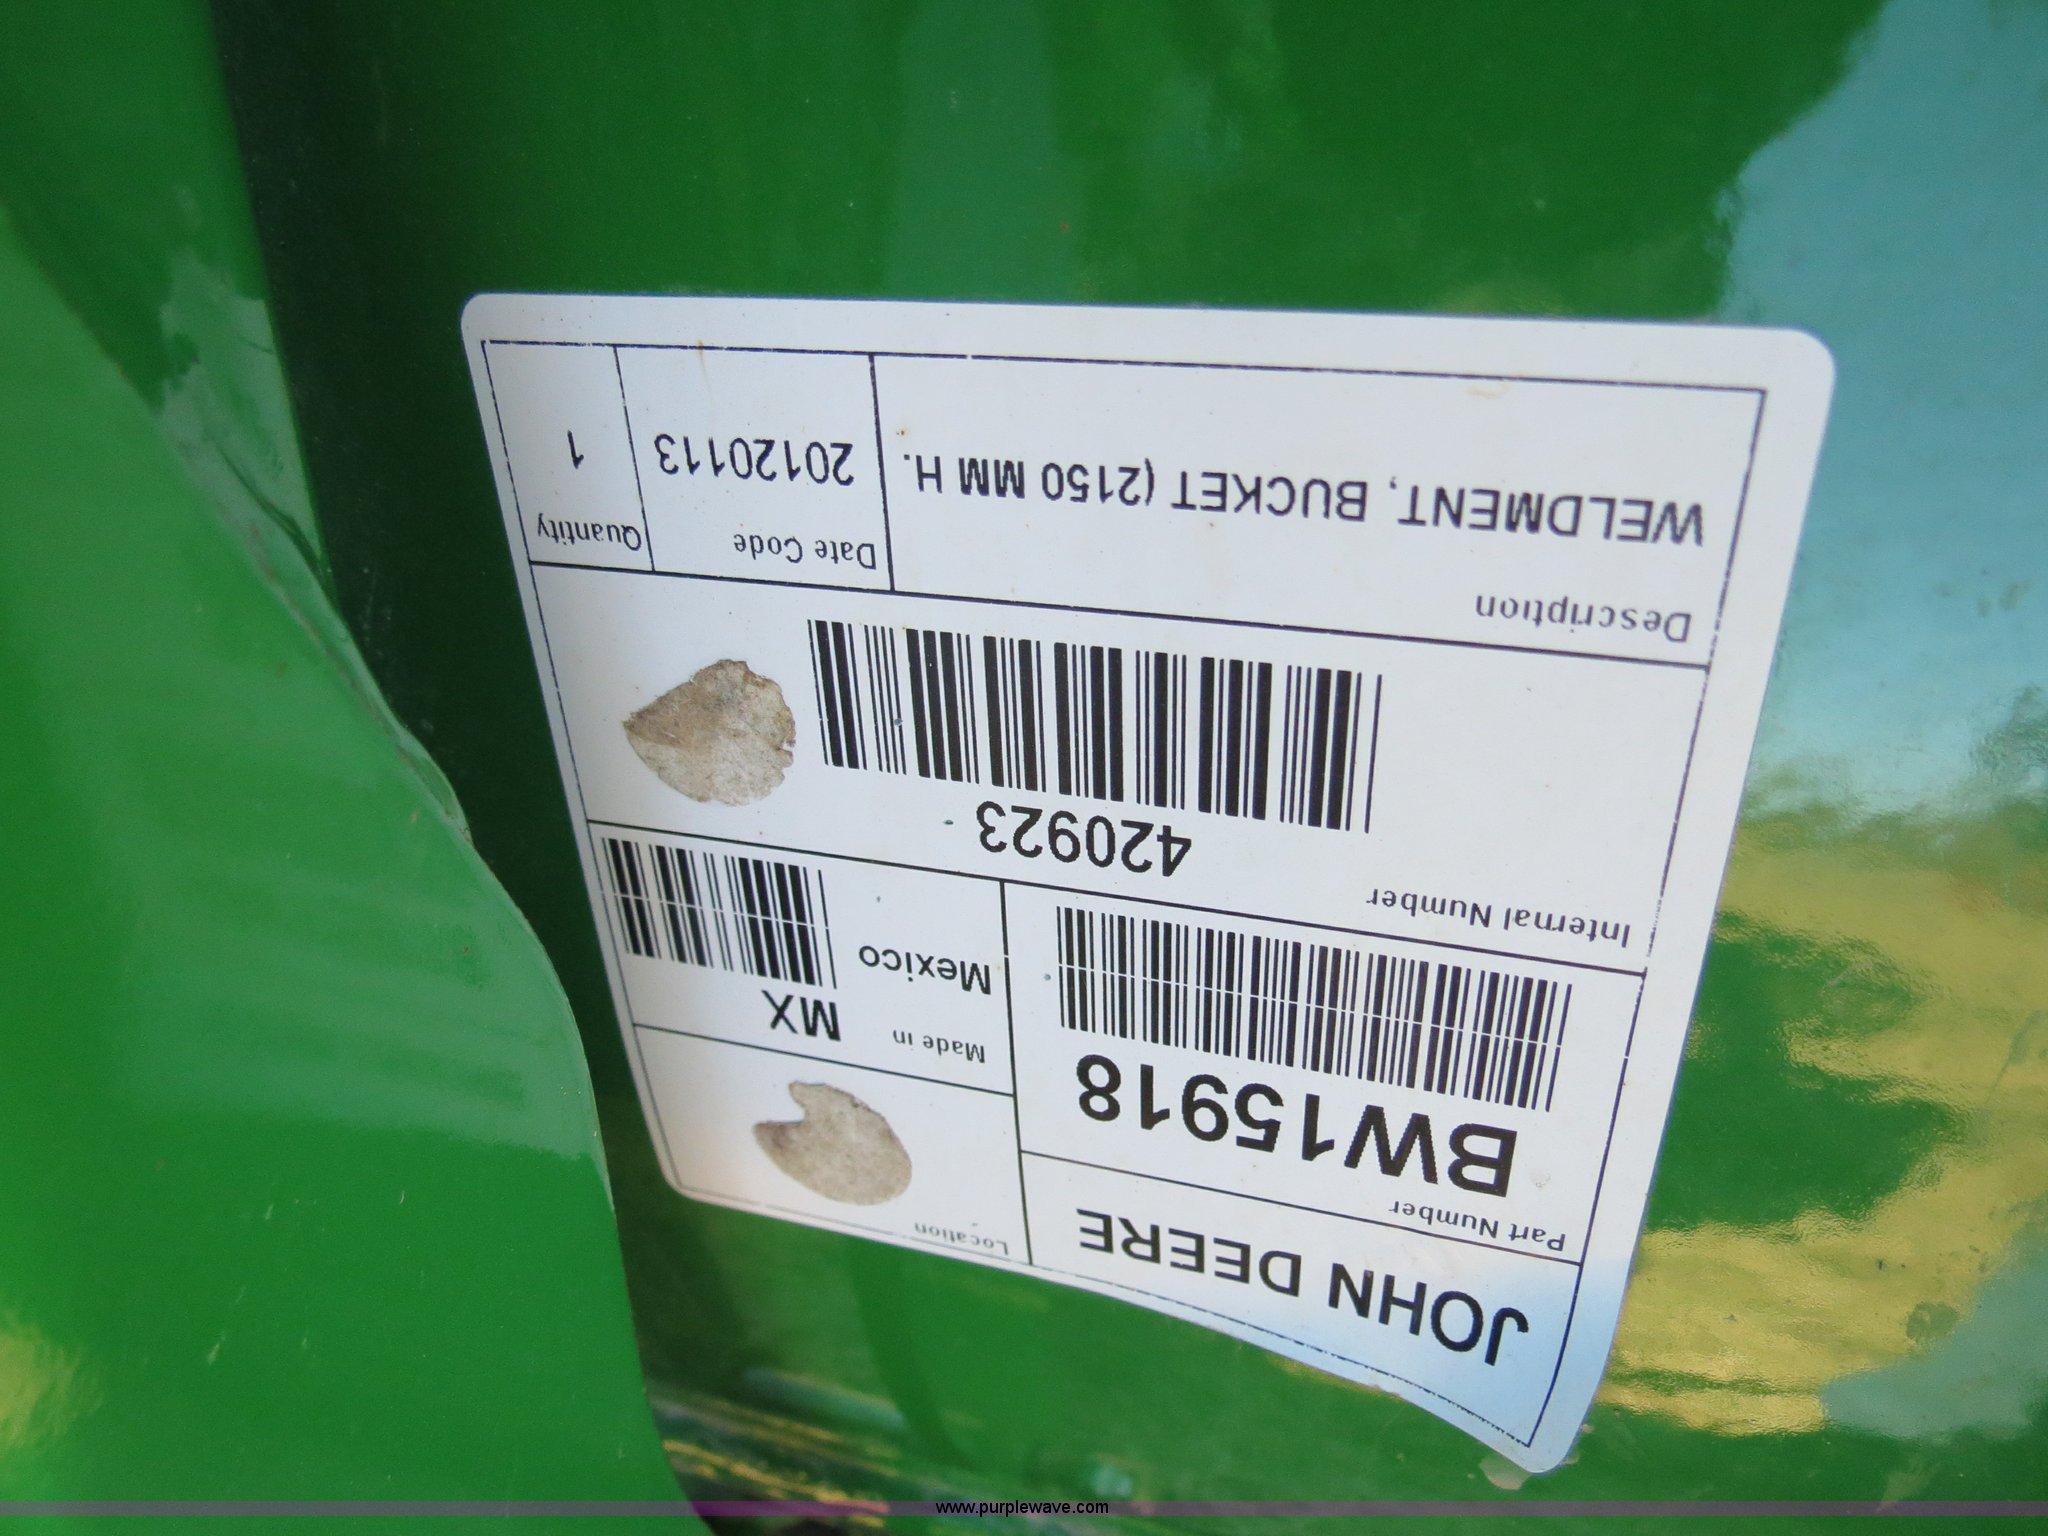 JOHN DEERE
Location
Part Number
BW15918
Made in
MX
Mexico
Internal Number
420923
Description
WELDMENT, BUCKET (2150 MM H.
Date Code
20120113
Quantity
1
www.purplewave.com